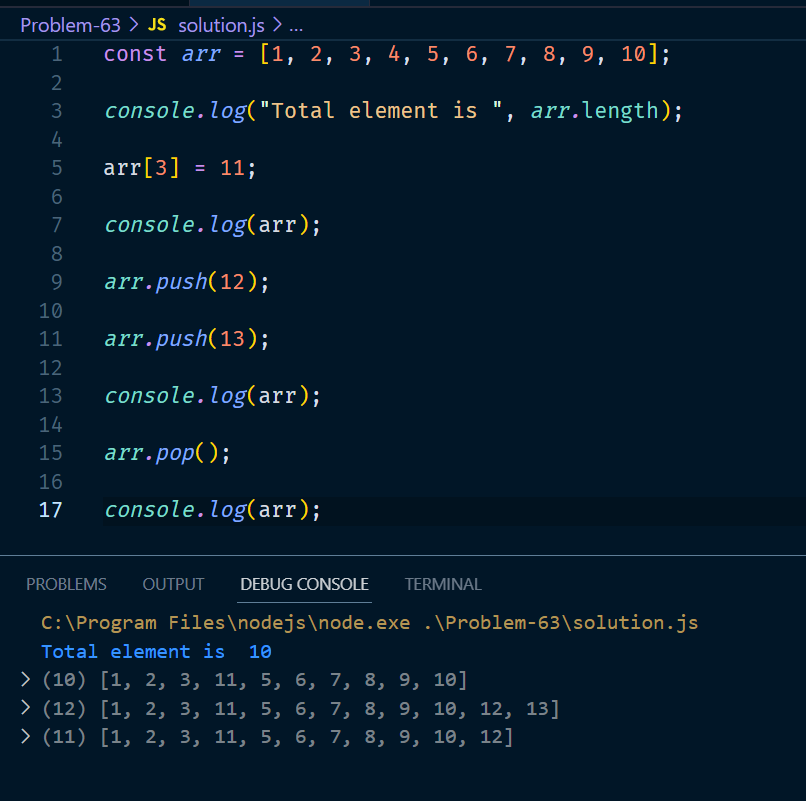 Problem-63 > JS solution.js > ...
1 const arr = [1, 2, 3, 4, 5, 6, 7, 8, 9, 10];
2
3 console.log("Total element is ", arr.length);
4
5 arr[3] = 11;
6
7 console.log(arr);
8
9 arr.push(12);
10
11 arr.push(13);
12
13 console.log(arr);
14
15 arr.pop();
16
17 console.log(arr);
PROBLEMS OUTPUT DEBUG CONSOLE TERMINAL
C:\Program Files\nodejs\node.exe .\Problem-63\solution.js
Total element is  10
> (10) [1, 2, 3, 11, 5, 6, 7, 8, 9, 10]
> (12) [1, 2, 3, 11, 5, 6, 7, 8, 9, 10, 12, 13]
> (11) [1, 2, 3, 11, 5, 6, 7, 8, 9, 10, 12]